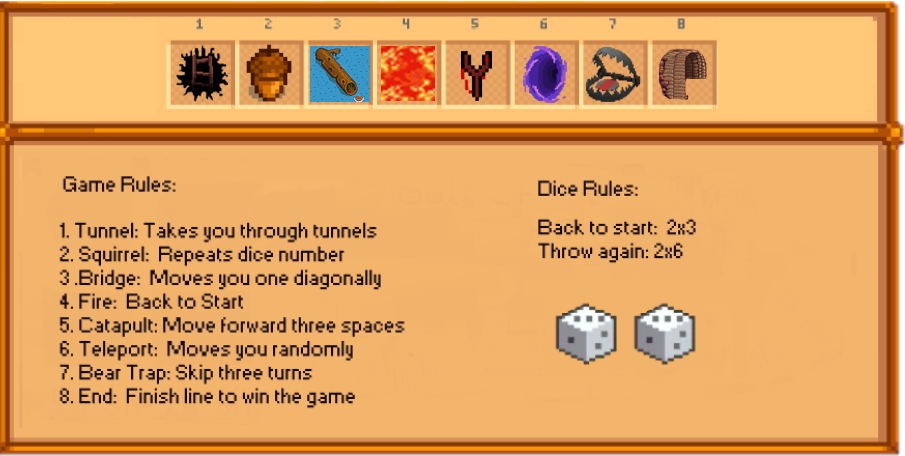 1 2 3 4 5 6 7 8
Game Rules:
1. Tunnel: Takes you through tunnels
2. Squirrel: Repeats dice number
3 .Bridge: Moves you one diagonally
4. Fire: Back to Start
5. Catapult: Move forward three spaces
6. Teleport: Moves you randomly
7. Bear Trap: Skip three turns
8. End: Finish line to win the game
Dice Rules:
Back to start: 2x3
Throw again: 2x6